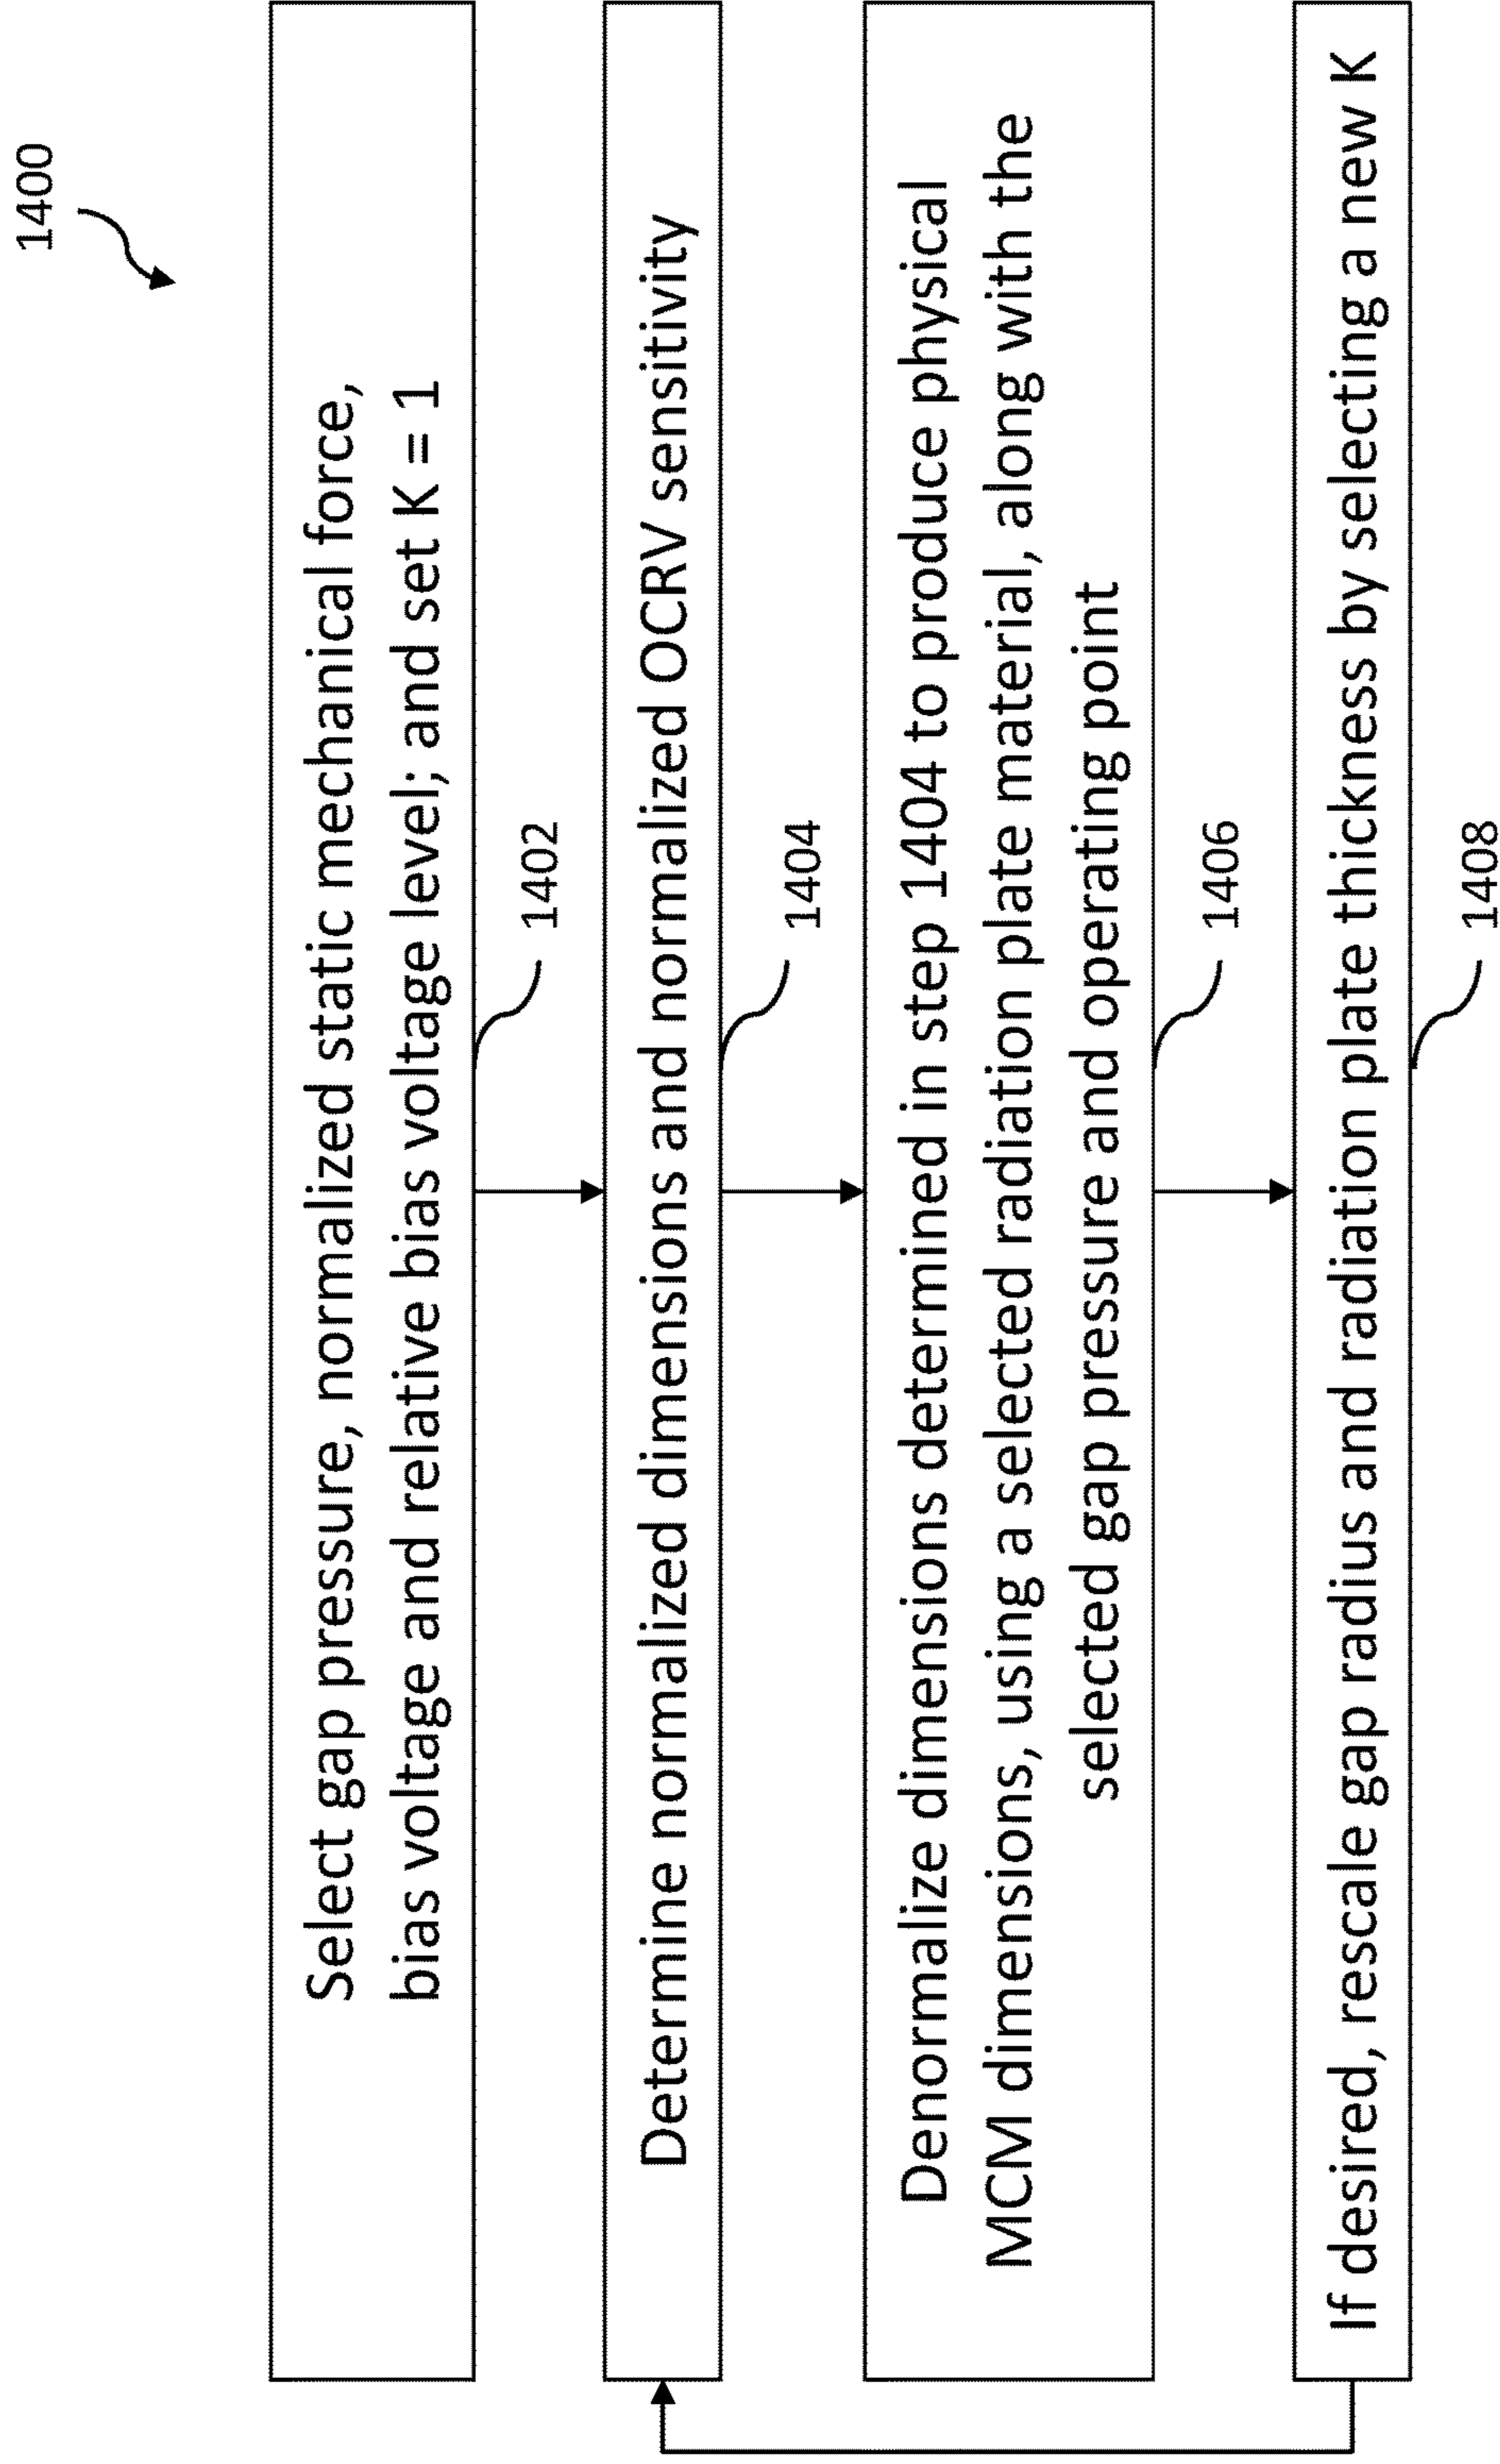 1400
Select gap pressure, normalized static mechanical force,
bias voltage and relative bias voltage level; and set K = 1
1402
Determine normalized dimensions and normalized OCRV sensitivity
1404
Denormalize dimensions determined in step 1404 to produce physical
MCM dimensions, using a selected radiation plate material, along with the
selected gap pressure and operating point
1406
If desired, rescale gap radius and radiation plate thickness by selecting a new K
1408